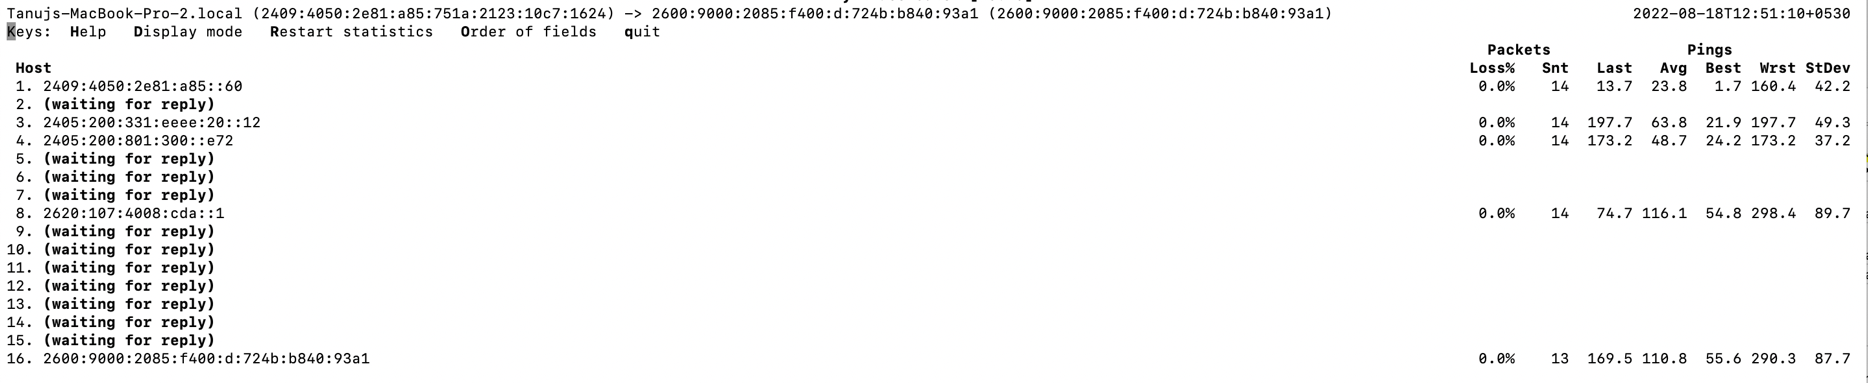 Tanujs-MacBook-Pro-2.local (2409:4050:2e81:a85:751a:2123:10c7:1624) -> 2600:9000:2085:f400:d:724b:b840:93a1 (2600:9000:2085:f400:d:724b:b840:93a1) 2022-08-18T12:51:10+0530
Keys: Help Display mode Restart statistics Order of fields quit
Packets Pings
Host Loss% Snt Last Avg Best Wrst StDev
1. 2409:4050:2e81:a85::60 0.0% 14 13.7 23.8 1.7 160.4 42.2
2. (waiting for reply)
3. 2405:200:331:eeee:20::12 0.0% 14 197.7 63.8 21.9 197.7 49.3
4. 2405:200:801:300::e72 0.0% 14 173.2 48.7 24.2 173.2 37.2
5. (waiting for reply)
6. (waiting for reply)
7. (waiting for reply)
8. 2620:107:4008:cda::1 0.0% 14 74.7 116.1 54.8 298.4 89.7
9. (waiting for reply)
10. (waiting for reply)
11. (waiting for reply)
12. (waiting for reply)
13. (waiting for reply)
14. (waiting for reply)
15. (waiting for reply)
16. 2600:9000:2085:f400:d:724b:b840:93a1 0.0% 13 169.5 110.8 55.6 290.3 87.7